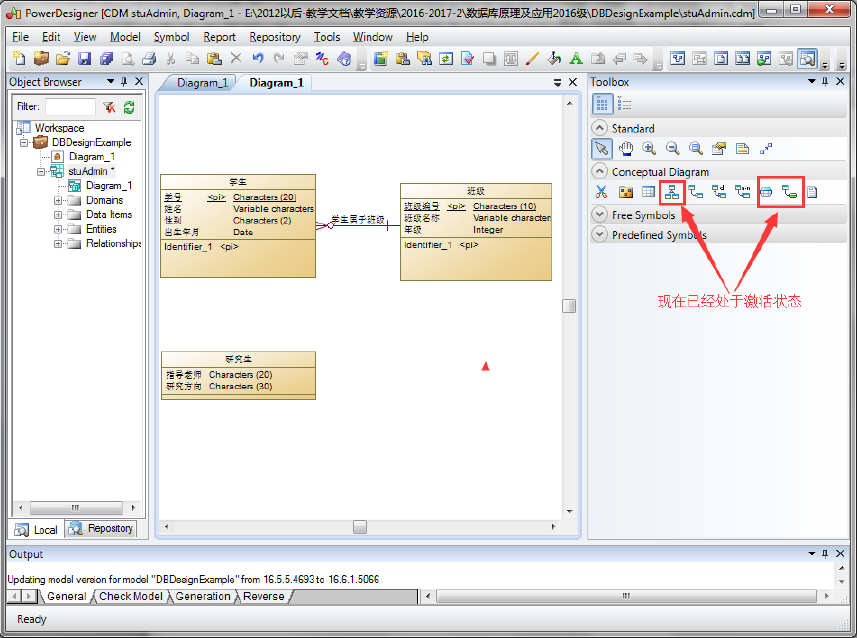 PowerDesigner [CDM stuAdmin, Diagram_1 - E:\2012以后-教学文档\教学资源\2016-2017-2\数据库原理及应用2016级\DBDesignExample\stuAdmin.cdm]
File Edit View Model Symbol Report Repository Tools Window Help
Object Browser
Filter:
Workspace
DBDesignExample
Diagram_1
stuAdmin *
Diagram_1
Domains
Data Items
Entities
Relationships
Local Repository
Diagram_1 Diagram_1
学生
学号 <pi> Characters (20)
姓名 Variable characters
性别 Characters (2)
出生年月 Date
Identifier_1 <pi>
学生属于班级
班级
班级编号 <pi> Characters (10)
班级名称 Variable characters
年级 Integer
Identifier_1 <pi>
研究生
指导老师 Characters (20)
研究方向 Characters (30)
Toolbox
Standard
Conceptual Diagram
Free Symbols
Predefined Symbols
现在已经处于激活状态
Output
Updating model version for model "DBDesignExample" from 16.5.5.4693 to 16.6.1.5066
General Check Model Generation Reverse
Ready